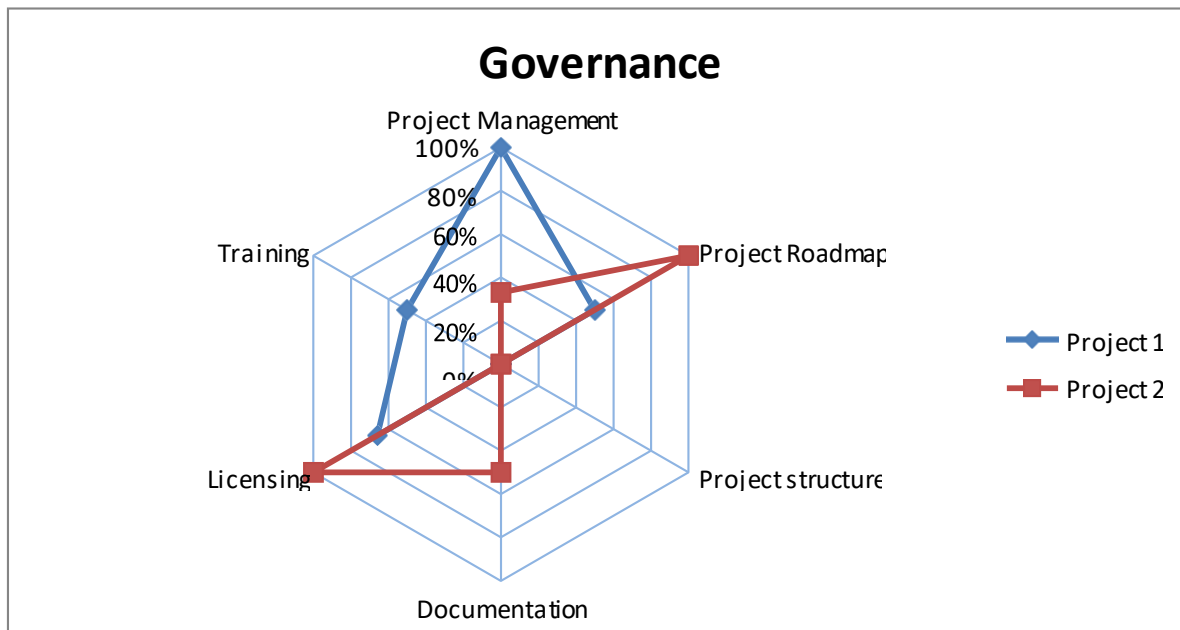 Governance
Project Management
100%
80%
60%
40%
20%
0%
Training
Project Roadmap
Licensing
Project structure
Documentation
Project 1
Project 2